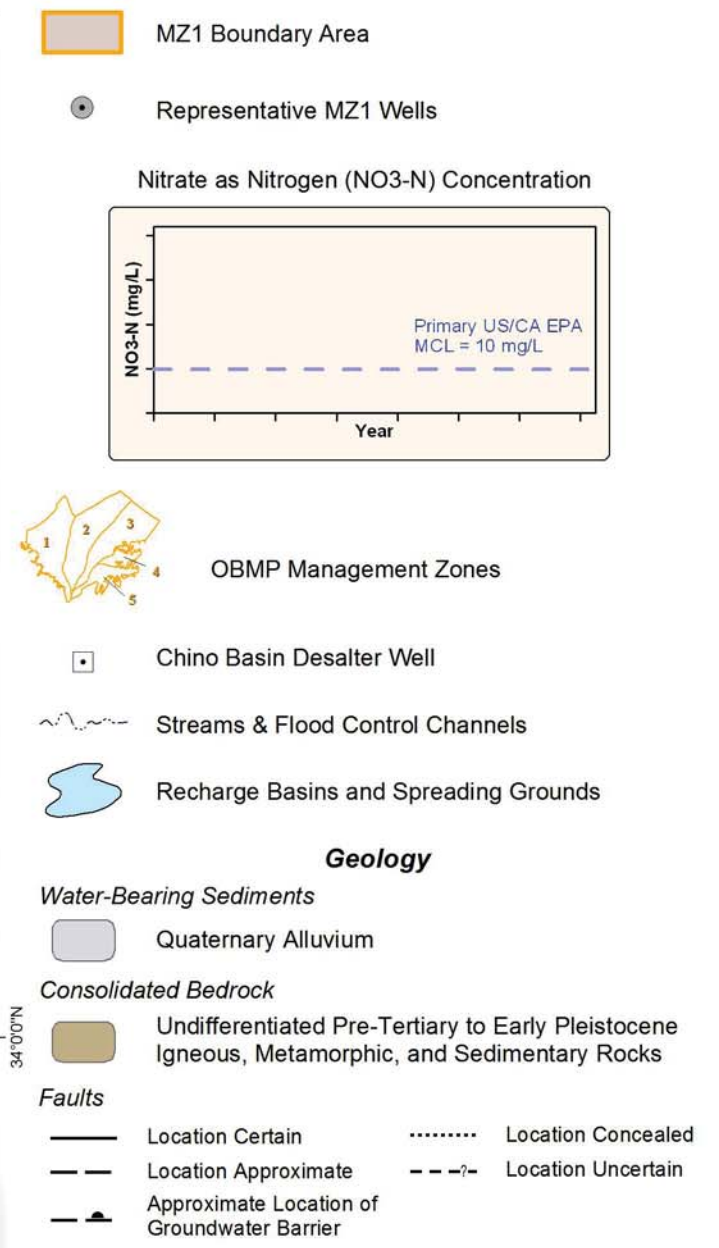 MZ1 Boundary Area
Representative MZ1 Wells
Nitrate as Nitrogen (NO3-N) Concentration
NO3-N (mg/L)
Primary US/CA EPA
MCL = 10 mg/L
Year
1
2
3
4
5
OBMP Management Zones
Chino Basin Desalter Well
Streams & Flood Control Channels
Recharge Basins and Spreading Grounds
Geology
Water-Bearing Sediments
Quaternary Alluvium
Consolidated Bedrock
34°0'0"N
Undifferentiated Pre-Tertiary to Early Pleistocene
Igneous, Metamorphic, and Sedimentary Rocks
Faults
Location Certain
Location Concealed
Location Approximate
?
Location Uncertain
Approximate Location of
Groundwater Barrier